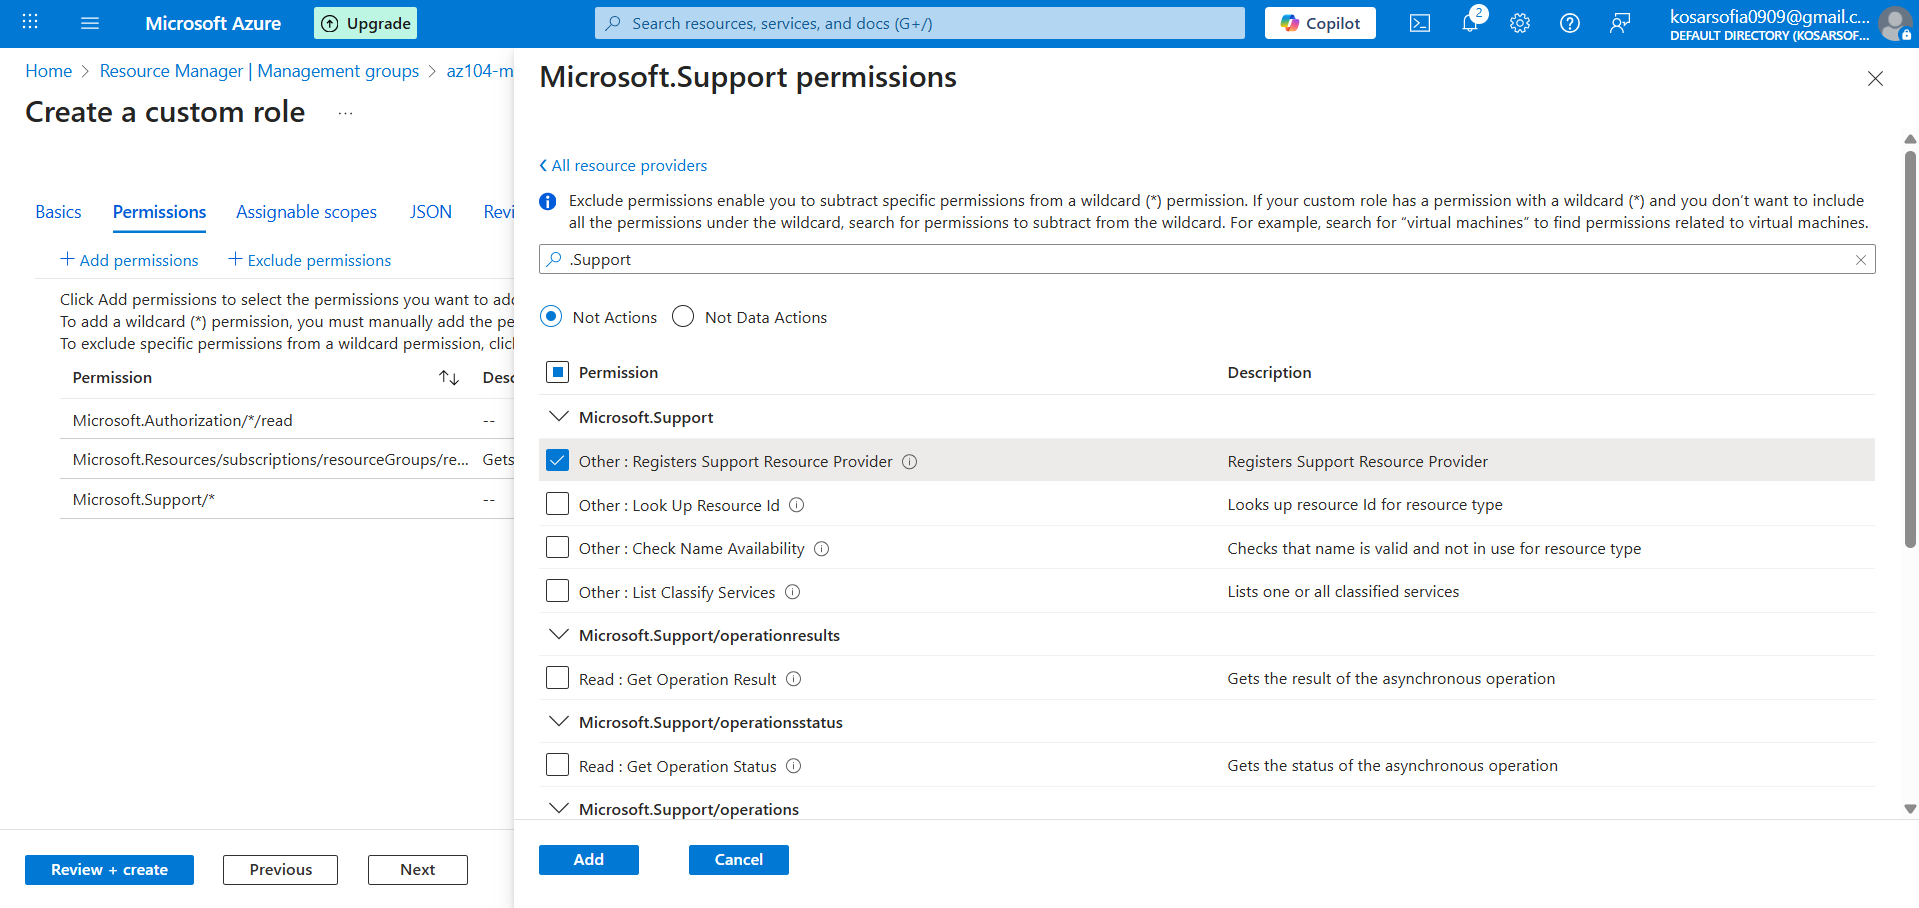 Microsoft Azure
Upgrade
Search resources, services, and docs (G+/)
Copilot
2
kosarsofia0909@gmail.c...
DEFAULT DIRECTORY (KOSARSOF...
Home > Resource Manager | Management groups > az104-m
Create a custom role ...
Basics Permissions Assignable scopes JSON Revi
+ Add permissions + Exclude permissions
Click Add permissions to select the permissions you want to add
To add a wildcard (*) permission, you must manually add the pe
To exclude specific permissions from a wildcard permission, clic
Permission Desc
Microsoft.Authorization/*/read --
Microsoft.Resources/subscriptions/resourceGroups/re... Gets
Microsoft.Support/* --
Review + create Previous Next
Microsoft.Support permissions
All resource providers
Exclude permissions enable you to subtract specific permissions from a wildcard (*) permission. If your custom role has a permission with a wildcard (*) and you don’t want to include
all the permissions under the wildcard, search for permissions to subtract from the wildcard. For example, search for “virtual machines” to find permissions related to virtual machines.
.Support
Not Actions Not Data Actions
Permission Description
Microsoft.Support
Other : Registers Support Resource Provider Registers Support Resource Provider
Other : Look Up Resource Id Looks up resource Id for resource type
Other : Check Name Availability Checks that name is valid and not in use for resource type
Other : List Classify Services Lists one or all classified services
Microsoft.Support/operationresults
Read : Get Operation Result Gets the result of the asynchronous operation
Microsoft.Support/operationsstatus
Read : Get Operation Status Gets the status of the asynchronous operation
Microsoft.Support/operations
Add Cancel